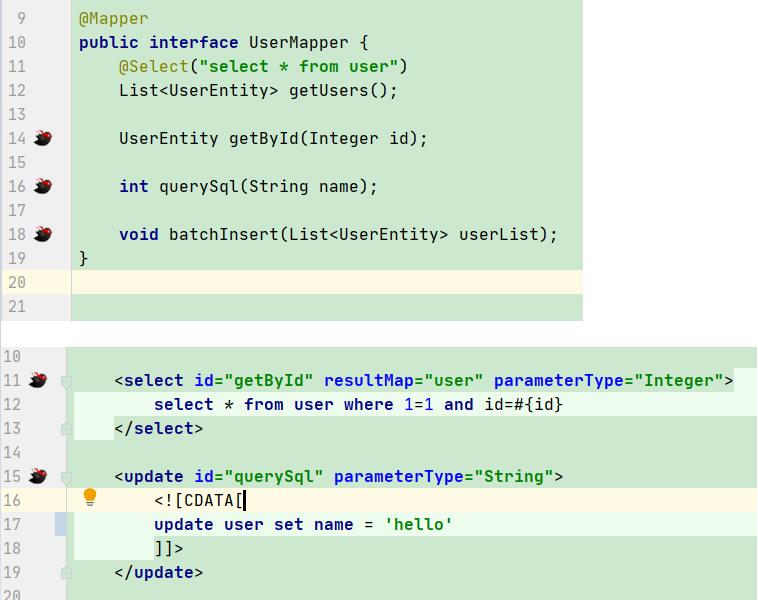 9 @Mapper
10 public interface UserMapper {
11 @Select("select * from user")
12 List<UserEntity> getUsers();
13
14 UserEntity getById(Integer id);
15
16 int querySql(String name);
17
18 void batchInsert(List<UserEntity> userList);
19 }
20
21
10
11 <select id="getById" resultMap="user" parameterType="Integer">
12 select * from user where 1=1 and id=#{id}
13 </select>
14
15 <update id="querySql" parameterType="String">
16 <![CDATA[
17 update user set name = 'hello'
18 ]]>
19 </update>
20